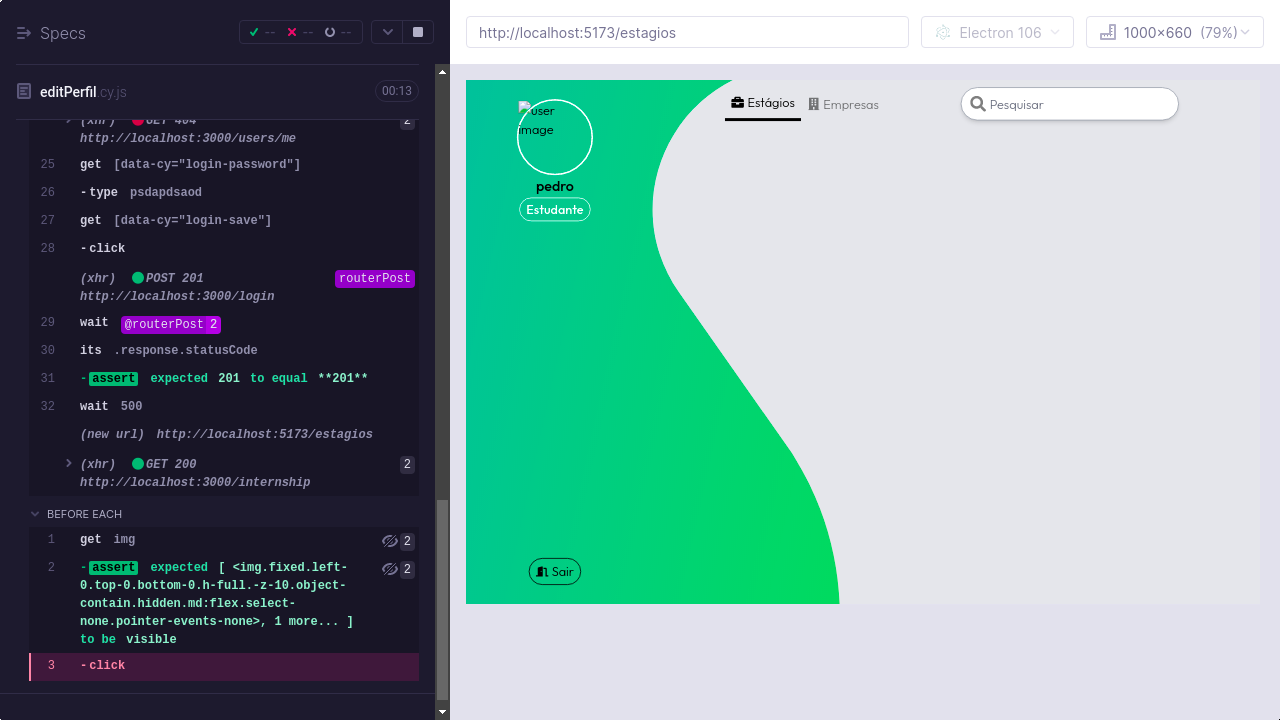 Specs
--
--
--
editPerfil.cy.js
00:13
(xhr) GET 404
2
http://localhost:3000/users/me
25 get [data-cy="login-password"]
26 -type psdapdsaod
27 get [data-cy="login-save"]
28 -click
(xhr) POST 201
routerPost
http://localhost:3000/login
29 wait @routerPost 2
30 its .response.statusCode
31 -assert expected 201 to equal **201**
32 wait 500
(new url) http://localhost:5173/estagios
(xhr) GET 200
2
http://localhost:3000/internship
BEFORE EACH
1 get img
2
2 -assert expected [ <img.fixed.left-
2
0.top-0.bottom-0.h-full.-z-10.object-
contain.hidden.md:flex.select-
none.pointer-events-none>, 1 more... ]
to be visible
3 -click
http://localhost:5173/estagios
Electron 106
1000x660 (79%)
user
image
pedro
Estudante
Estágios
Empresas
Pesquisar
Sair